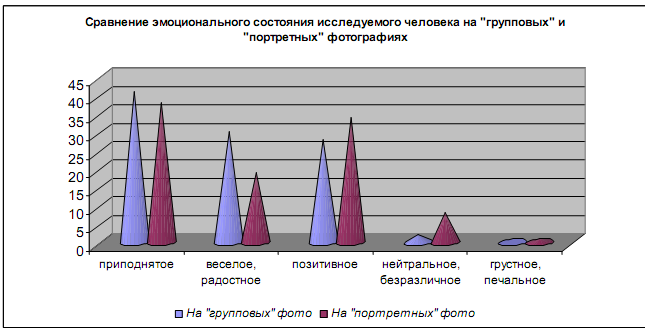 Сравнение эмоционального состояния исследуемого человека на "групповых" и
"портретных" фотографиях
45
40
35
30
25
20
15
10
5
0
приподнятое
веселое,
радостное
позитивное
нейтральное,
безразличное
грустное,
печальное
На "групповых" фото
На "портретных" фото